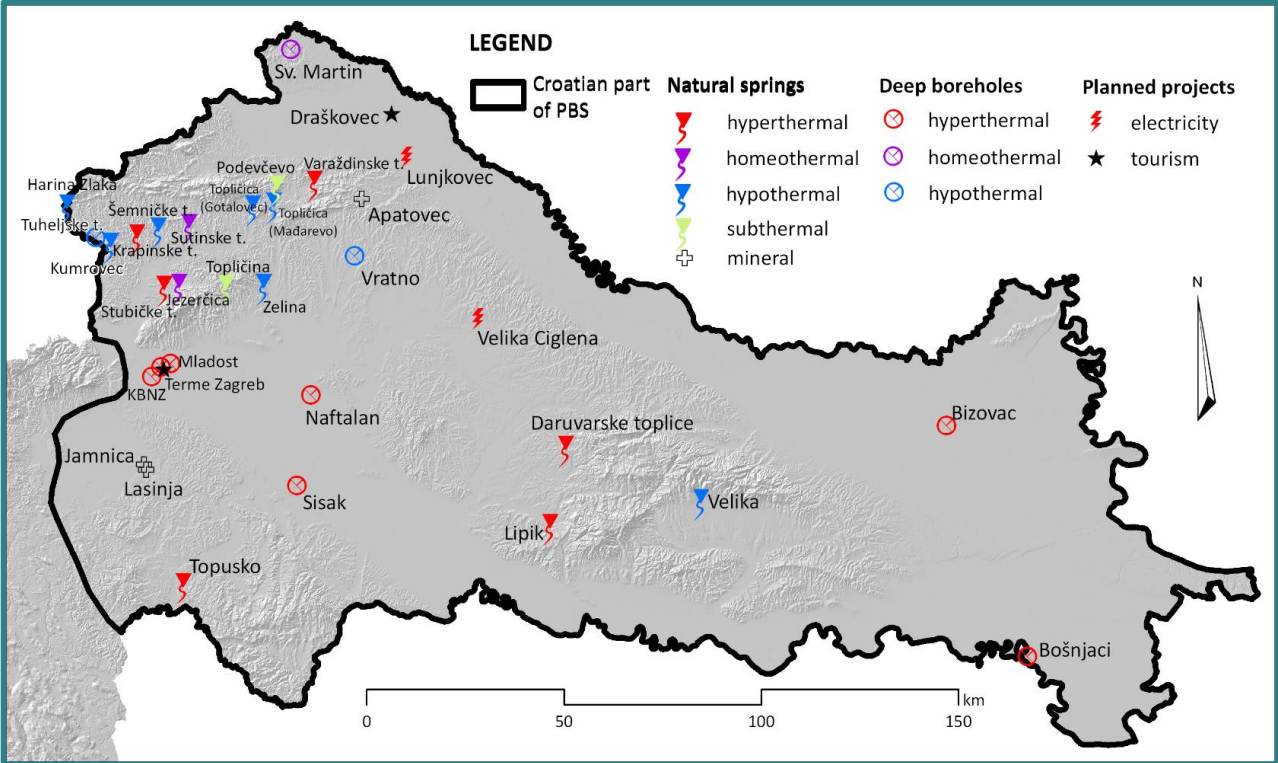 LEGEND
Croatian part
of PBS
Natural springs
hyperthermal
homeothermal
hypothermal
subthermal
mineral
Deep boreholes
hyperthermal
homeothermal
hypothermal
Planned projects
electricity
tourism
N
Sv. Martin
Draškovec
Podevčevo
Varaždinske t.
Lunjkovec
Harina Zlaka
Topličica
(Gotalovec)
Topličica
(Mađarevo)
Apatovec
Šemničke t.
Tuheljske t.
Sutinske t.
Krapinske t.
Kumrovec
Topličina
Vratno
Jezerčica
Stubičke t.
Zelina
Velika Ciglena
Mladost
Terme Zagreb
KBNZ
Naftalan
Daruvarske toplice
Bizovac
Jamnica
Lasinja
Sisak
Velika
Lipik
Topusko
Bošnjaci
km
0
50
100
150